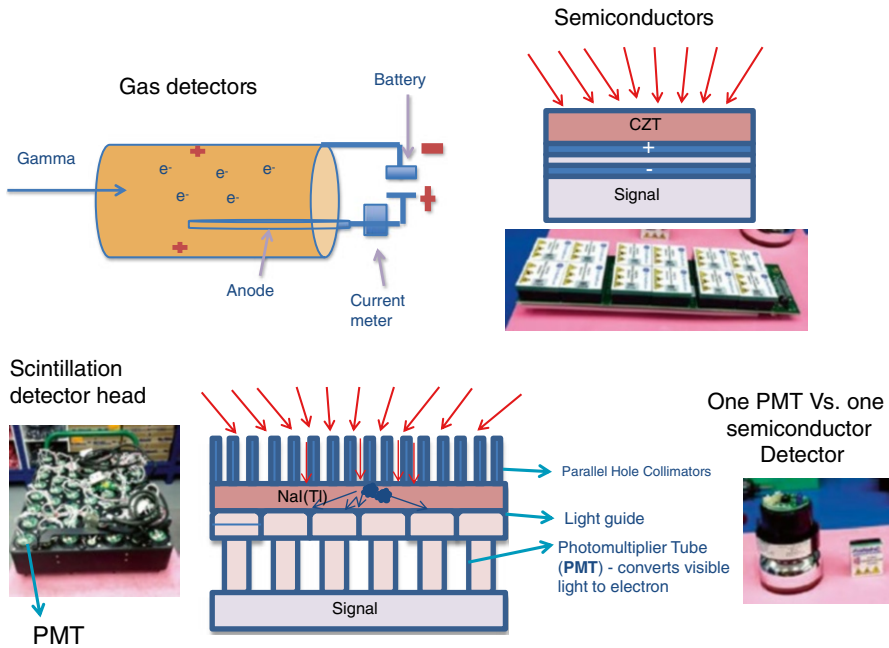 Semiconductors
Gas detectors
Battery
Gamma
e-
e-
e-
e-
e-
Anode
Current
meter
CZT
+
-
Signal
Scintillation
detector head
PMT
NaI(Tl)
Signal
Parallel Hole Collimators
Light guide
Photomultiplier Tube
(PMT) - converts visible
light to electron
One PMT Vs. one
semiconductor
Detector